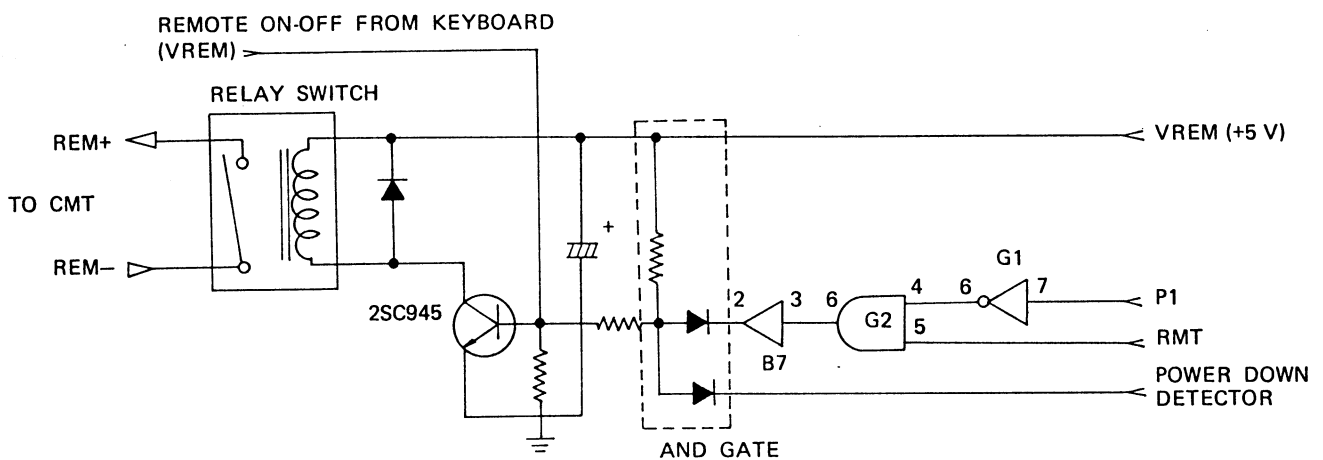 REMOTE ON-OFF FROM KEYBOARD
(VREM)
RELAY SWITCH
REM+
VREM (+5 V)
TO CMT
+
REM–
G1
2SC945
2 3 6 4 6 7
P1
G2
5
RMT
B7
POWER DOWN
DETECTOR
AND GATE